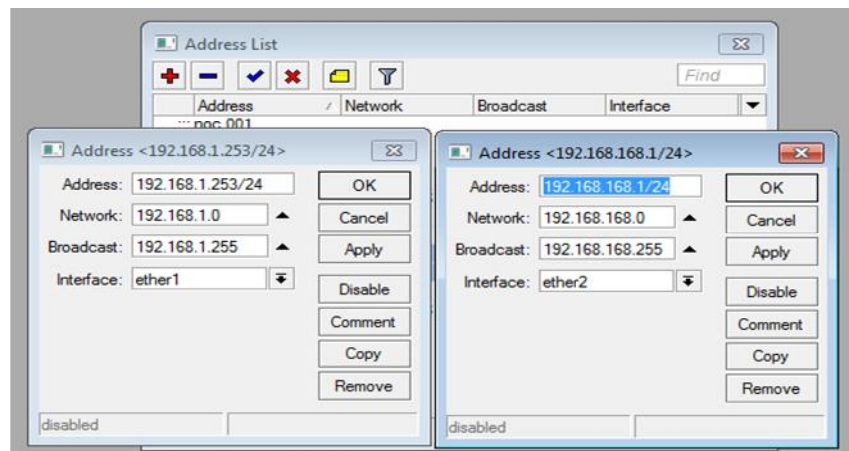 Address List
Find
Address / Network Broadcast Interface
::: noc 001
Address <192.168.1.253/24>
Address: 192.168.1.253/24 OK
Network: 192.168.1.0 Cancel
Broadcast: 192.168.1.255 Apply
Interface: ether1
Disable
Comment
Copy
Remove
disabled
Address <192.168.168.1/24>
Address: 192.168.168.1/24 OK
Network: 192.168.168.0 Cancel
Broadcast: 192.168.168.255 Apply
Interface: ether2
Disable
Comment
Copy
Remove
disabled